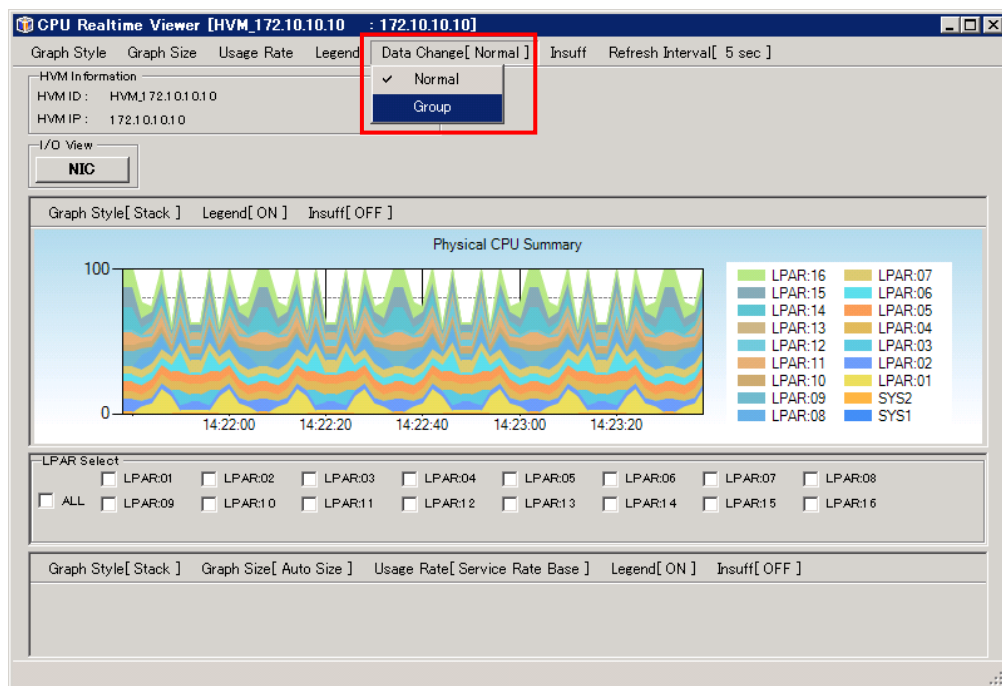 CPU Realtime Viewer [HVM_172.10.10.10 : 172.10.10.10]
Graph Style Graph Size Usage Rate Legend Data Change[ Normal ] Insuff Refresh Interval[ 5 sec ]
✓ Normal
Group
HVM Information
HVM ID : HVM_172.10.10.10
HVM IP : 172.10.10.10
I/O View
NIC
Graph Style[ Stack ] Legend[ ON ] Insuff[ OFF ]
Physical CPU Summary
100
0
14:22:00 14:22:20 14:22:40 14:23:00 14:23:20
LPAR:16 LPAR:07
LPAR:15 LPAR:06
LPAR:14 LPAR:05
LPAR:13 LPAR:04
LPAR:12 LPAR:03
LPAR:11 LPAR:02
LPAR:10 LPAR:01
LPAR:09 SYS2
LPAR:08 SYS1
LPAR Select
LPAR:01 LPAR:02 LPAR:03 LPAR:04 LPAR:05 LPAR:06 LPAR:07 LPAR:08
ALL LPAR:09 LPAR:10 LPAR:11 LPAR:12 LPAR:13 LPAR:14 LPAR:15 LPAR:16
Graph Style[ Stack ] Graph Size[ Auto Size ] Usage Rate[ Service Rate Base ] Legend[ ON ] Insuff[ OFF ]